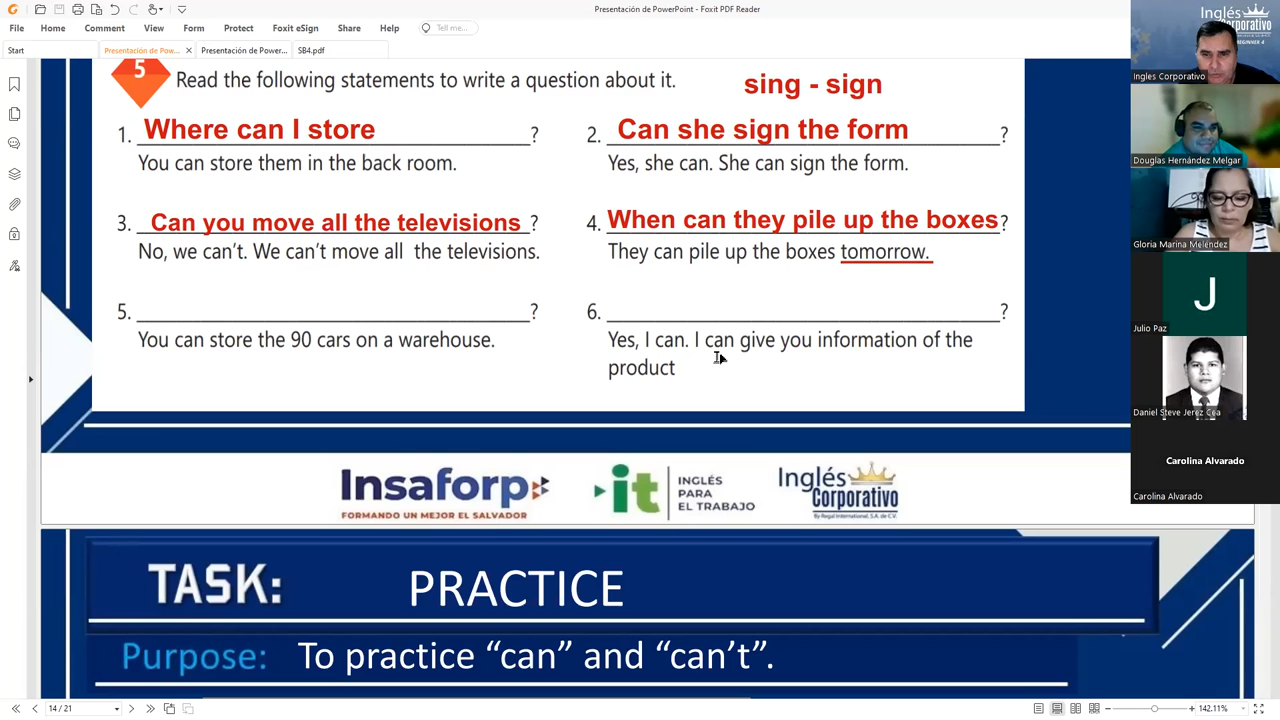 Presentación de PowerPoint - Foxit PDF Reader
File Home Comment View Form Protect Foxit eSign Share Help Tell me...
Start Presentación de Pow... Presentación de Power... SB4.pdf
5 Read the following statements to write a question about it. sing - sign
1. Where can I store ? 2. Can she sign the form ?
You can store them in the back room. Yes, she can. She can sign the form.
3. Can you move all the televisions ? 4. When can they pile up the boxes ?
No, we can't. We can't move all the televisions. They can pile up the boxes tomorrow.
5. ? 6. ?
You can store the 90 cars on a warehouse. Yes, I can. I can give you information of the
product
Insaforp
FORMANDO UN MEJOR EL SALVADOR
it INGLÉS
PARA
EL TRABAJO
Inglés
Corporativo
By Regal International, S.A. de C.V.
TASK: PRACTICE
Purpose: To practice “can” and “can’t”.
14 / 21 142.11%
Inglés
Corporativo
BEGINNER 4
Ingles Corporativo
Douglas Hernández Melgar
Gloria Marina Meléndez
J
Julio Paz
Daniel Steve Jerez Cea
Carolina Alvarado
Carolina Alvarado